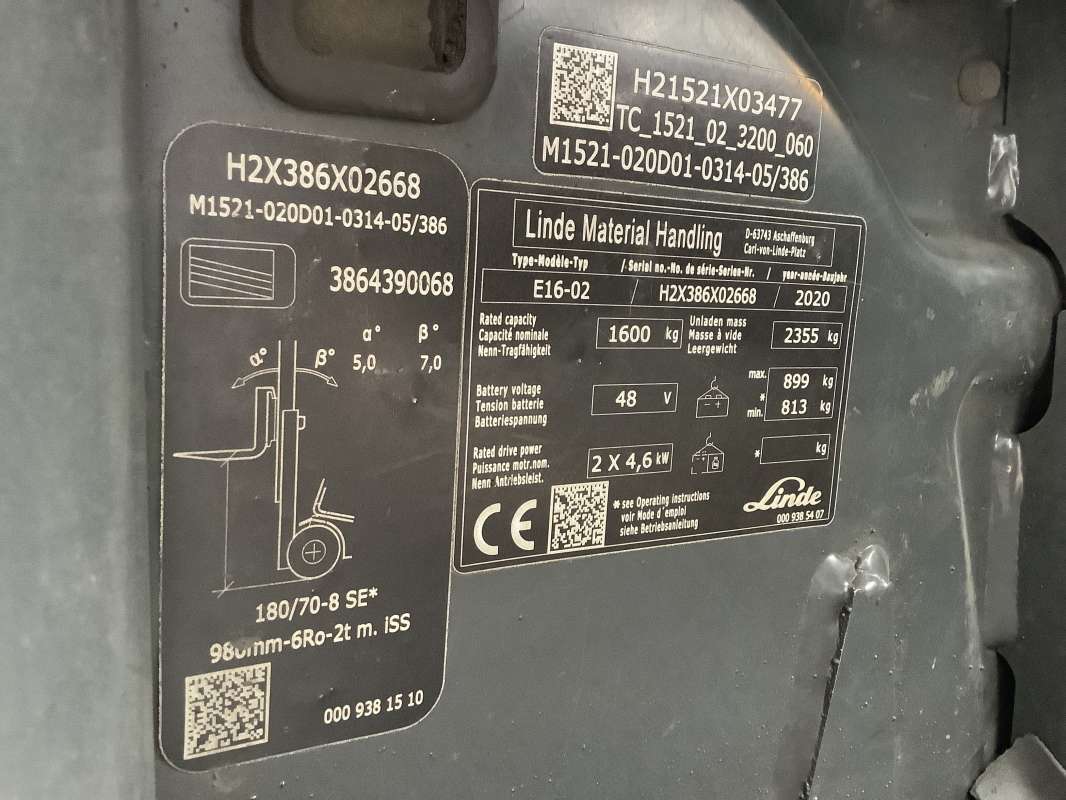 H21521X03477
TC_1521_02_3200_060
M1521-020D01-0314-05/386
H2X386X02668
M1521-020D01-0314-05/386
3864390068
α° β°
5,0 7,0
α° β°
180/70-8 SE*
980mm-6Ro-2t m. iSS
000 938 15 10
Linde Material Handling
D-63743 Aschaffenburg
Carl-von-Linde-Platz
Type-Modèle-Typ / Serial no.-No. de série-Serien-Nr. / year-année-Baujahr
E16-02 / H2X386X02668 / 2020
Rated capacity
Capacité nominale
Nenn-Tragfähigkeit
1600 kg
Unladen mass
Masse à vide
Leergewicht
2355 kg
Battery voltage
Tension batterie
Batteriespannung
48 V
max. 899 kg
*
min. 813 kg
Rated drive power
Puissance motr.nom.
Nenn Antriebsleist.
2 X 4,6 kW
* kg
CE
* see Operating instructions
voir Mode d'emploi
siehe Betriebsanleitung
Linde
000 938 54 07